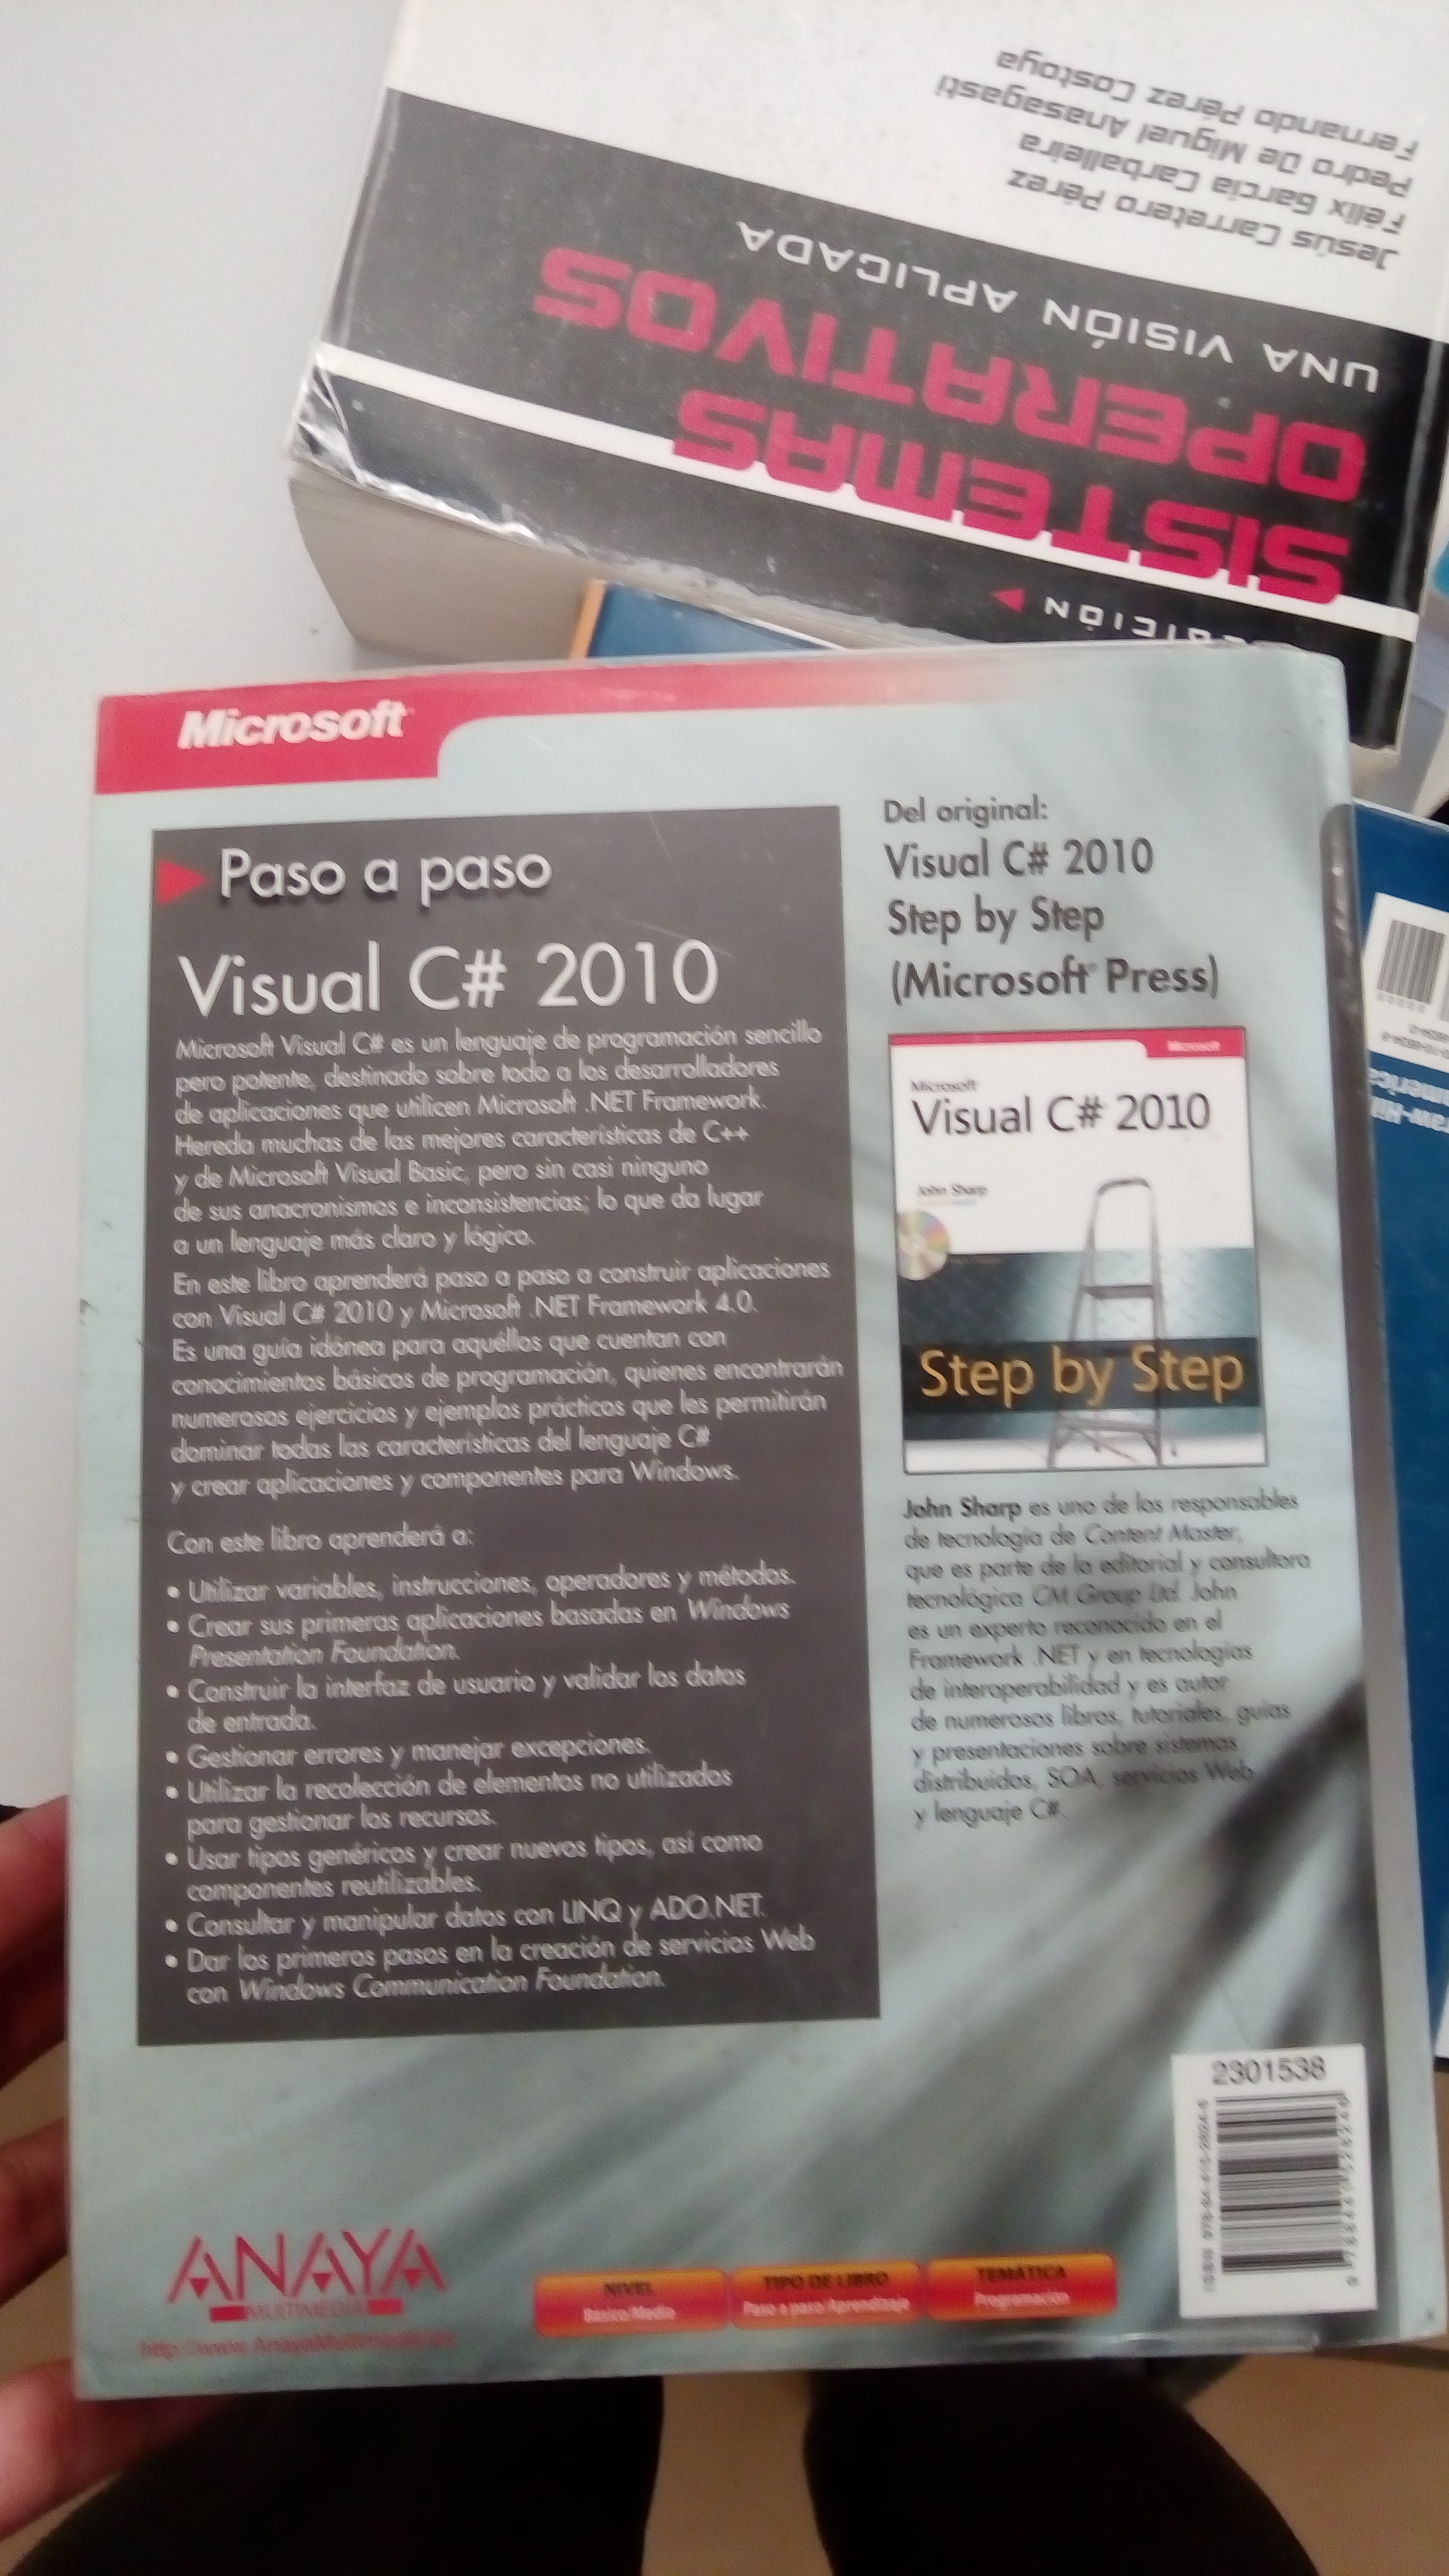 Jesús Carretero Pérez
Félix García Carballeira
Pedro De Miguel Anasagasti
Fernando Pérez Costoya
SISTEMAS
OPERATIVOS
UNA VISIÓN APLICADA
Microsoft
Paso a paso
Visual C# 2010
Microsoft Visual C# es un lenguaje de programación sencillo
pero potente, destinado sobre todo a los desarrolladores
de aplicaciones que utilicen Microsoft .NET Framework.
Hereda muchas de las mejores características de C++
y de Microsoft Visual Basic, pero sin casi ninguno
de sus anacronismos e inconsistencias; lo que da lugar
a un lenguaje más claro y lógico.
En este libro aprenderá paso a paso a construir aplicaciones
con Visual C# 2010 y Microsoft .NET Framework 4.0.
Es una guía idónea para aquéllos que cuentan con
conocimientos básicos de programación, quienes encontrarán
numerosos ejercicios y ejemplos prácticos que les permitirán
dominar todas las características del lenguaje C#
y crear aplicaciones y componentes para Windows.
Con este libro aprenderá a:
• Utilizar variables, instrucciones, operadores y métodos.
• Crear sus primeras aplicaciones basadas en Windows
Presentation Foundation.
• Construir la interfaz de usuario y validar los datos
de entrada.
• Gestionar errores y manejar excepciones.
• Utilizar la recolección de elementos no utilizados
para gestionar los recursos.
• Usar tipos genéricos y crear nuevos tipos, así como
componentes reutilizables.
• Consultar y manipular datos con LINQ y ADO.NET.
• Dar los primeros pasos en la creación de servicios Web
con Windows Communication Foundation.
Del original:
Visual C# 2010
Step by Step
(Microsoft® Press)
Microsoft
Microsoft
Visual C# 2010
John Sharp
Step by Step
John Sharp es uno de los responsables
de tecnología de Content Master,
que es parte de la editorial y consultora
tecnológica CM Group Ltd. John
es un experto reconocido en el
Framework .NET y en tecnologías
de interoperabilidad y es autor
de numerosos libros, tutoriales, guías
y presentaciones sobre sistemas
distribuidos, SOA, servicios Web
y lenguaje C#.
2301538
ISBN 978-84-415-2824-6
9 788441 528246
ANAYA
MULTIMEDIA
http://www.AnayaMultimedia.es
NIVEL
Básico/Medio
TIPO DE LIBRO
Paso a paso/Aprendizaje
TEMÁTICA
Programación